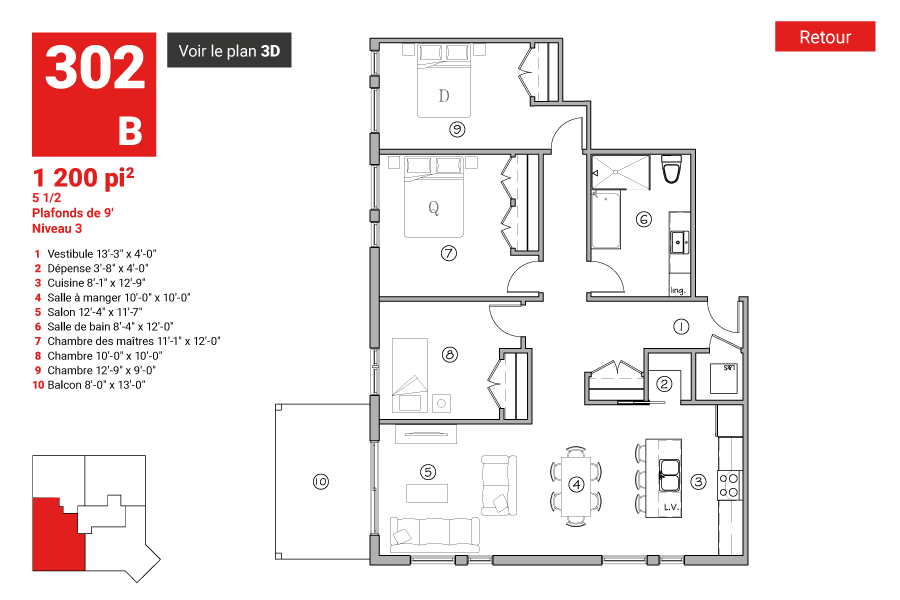 302
B
Voir le plan 3D
Retour
1 200 pi²
5 1/2
Plafonds de 9'
Niveau 3
1 Vestibule 13'-3" x 4'-0"
2 Dépense 3'-8" x 4'-0"
3 Cuisine 8'-1" x 12'-9"
4 Salle à manger 10'-0" x 10'-0"
5 Salon 12'-4" x 11'-7"
6 Salle de bain 8'-4" x 12'-0"
7 Chambre des maîtres 11'-1" x 12'-0"
8 Chambre 10'-0" x 10'-0"
9 Chambre 12'-9" x 9'-0"
10 Balcon 8'-0" x 13'-0"
D
9
Q
7
6
ling.
1
8
L/S
2
5
10
4
3
L.V.